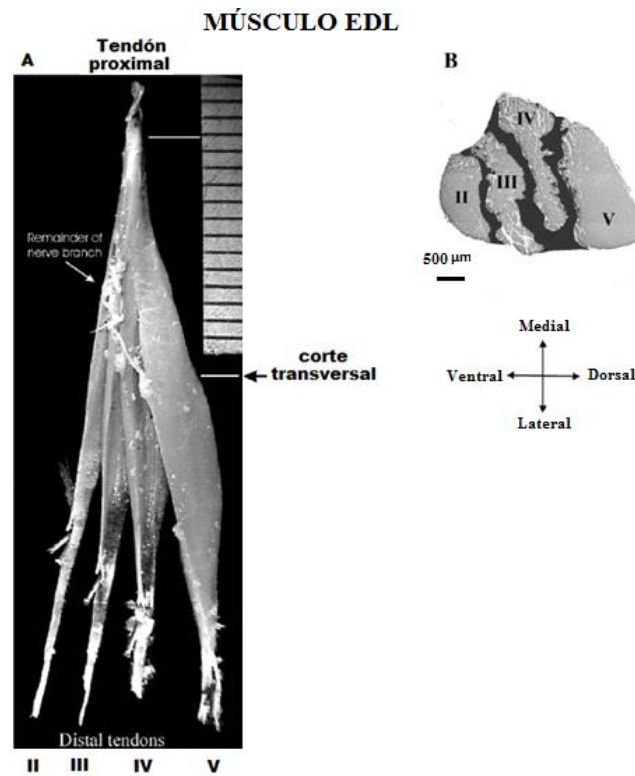 MÚSCULO EDL
A
Tendón
proximal
Remainder of
nerve branch
corte
transversal
Distal tendons
II III IV V
B
IV
III
II
V
500 μm
Medial
Ventral Dorsal
Lateral